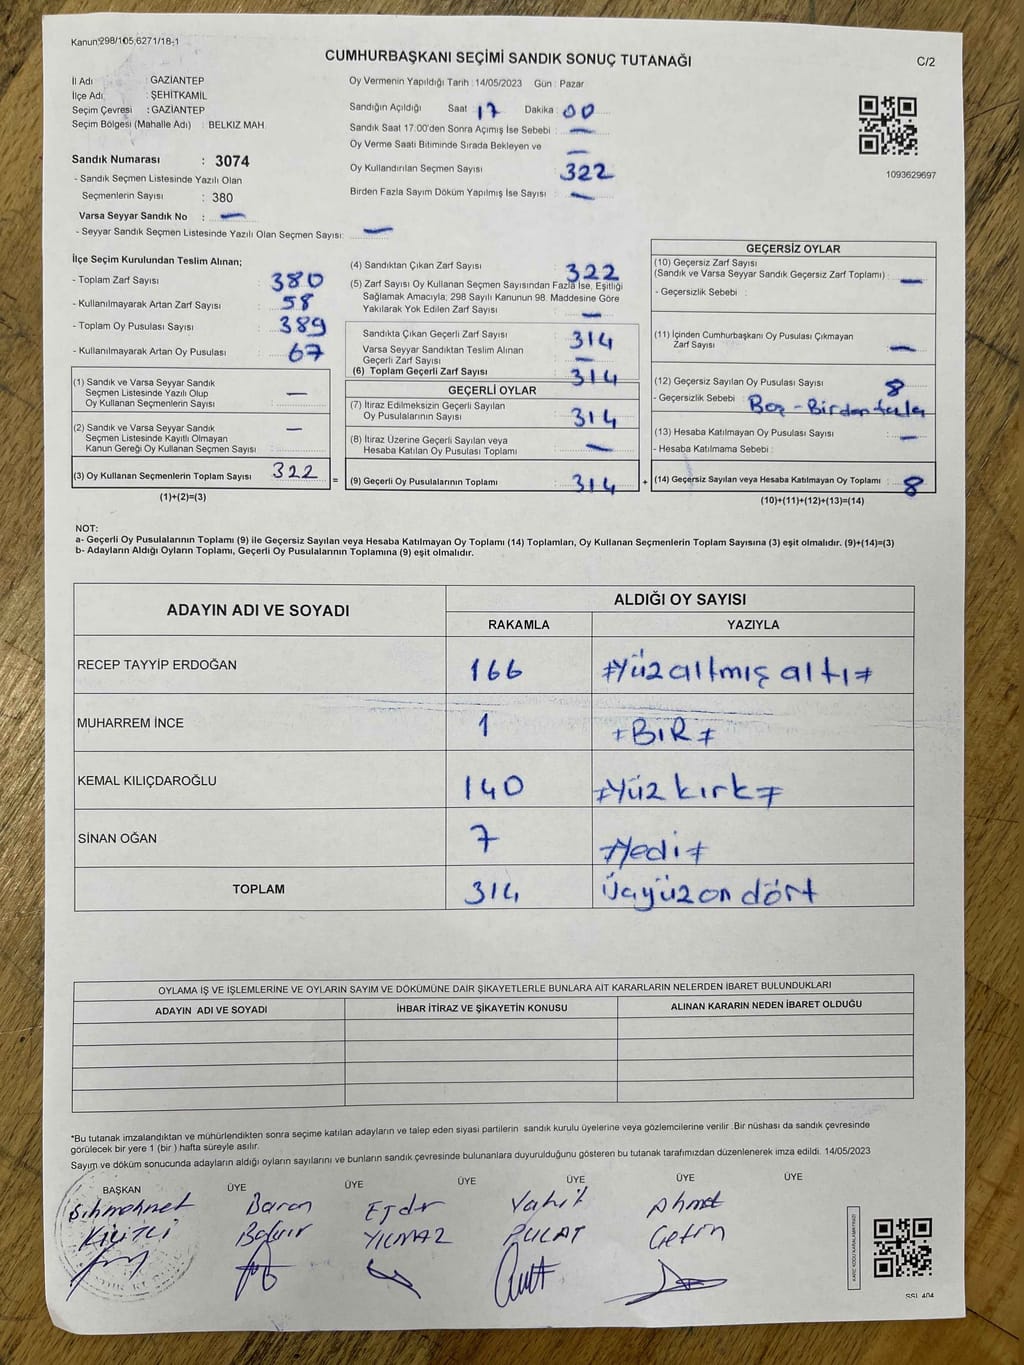 Kanun:298/105,6271/18-1
CUMHURBAŞKANI SEÇİMİ SANDIK SONUÇ TUTANAĞI
C/2
İl Adı : GAZİANTEP
İlçe Adı : ŞEHİTKAMİL
Seçim Çevresi : GAZİANTEP
Seçim Bölgesi (Mahalle Adı) : BELKIZ MAH.
Oy Vermenin Yapıldığı Tarih : 14/05/2023 Gün : Pazar
Sandığın Açıldığı Saat : 17 Dakika : 00
Sandık Saat 17:00'den Sonra Açımış İse Sebebi : —
Oy Verme Saati Bitiminde Sırada Bekleyen ve —
Oy Kullandırılan Seçmen Sayısı 322
Birden Fazla Sayım Döküm Yapılmış İse Sayısı : —
1093629697
Sandık Numarası : 3074
- Sandık Seçmen Listesinde Yazılı Olan
Seçmenlerin Sayısı : 380
Varsa Seyyar Sandık No : —
- Seyyar Sandık Seçmen Listesinde Yazılı Olan Seçmen Sayısı: —
İlçe Seçim Kurulundan Teslim Alınan;
- Toplam Zarf Sayısı : 380
- Kullanılmayarak Artan Zarf Sayısı : 58
- Toplam Oy Pusulası Sayısı : 389
- Kullanılmayarak Artan Oy Pusulası : 67
(1) Sandık ve Varsa Seyyar Sandık
Seçmen Listesinde Yazılı Olup
Oy Kullanan Seçmenlerin Sayısı : —
(2) Sandık ve Varsa Seyyar Sandık
Seçmen Listesinde Kayıtlı Olmayan
Kanun Gereği Oy Kullanan Seçmen Sayısı : —
(3) Oy Kullanan Seçmenlerin Toplam Sayısı : 322
(1)+(2)=(3)
=
(4) Sandıktan Çıkan Zarf Sayısı : 322
(5) Zarf Sayısı Oy Kullanan Seçmen Sayısından Fazla İse, Eşitliği
Sağlamak Amacıyla; 298 Sayılı Kanunun 98. Maddesine Göre
Yakılarak Yok Edilen Zarf Sayısı : —
Sandıkta Çıkan Geçerli Zarf Sayısı : 314
Varsa Seyyar Sandıktan Teslim Alınan
Geçerli Zarf Sayısı : —
(6) Toplam Geçerli Zarf Sayısı : 314
GEÇERLİ OYLAR
(7) İtiraz Edilmeksizin Geçerli Sayılan
Oy Pusulasının Sayısı : 314
(8) İtiraz Üzerine Geçerli Sayılan veya
Hesaba Katılan Oy Pusulası Toplamı : —
(9) Geçerli Oy Pusulalarının Toplamı : 314
+
GEÇERSİZ OYLAR
(10) Geçersiz Zarf Sayısı
(Sandık ve Varsa Seyyar Sandık Geçersiz Zarf Toplamı) : —
- Geçersizlik Sebebi :
(11) İçinden Cumhurbaşkanı Oy Pusulası Çıkmayan
Zarf Sayısı : —
(12) Geçersiz Sayılan Oy Pusulası Sayısı : 8
- Geçersizlik Sebebi : Boş - Birden fazla
(13) Hesaba Katılmayan Oy Pusulası Sayısı : —
- Hesaba Katılmama Sebebi :
(14) Geçersiz Sayılan veya Hesaba Katılmayan Oy Toplamı : 8
(10)+(11)+(12)+(13)=(14)
NOT:
a- Geçerli Oy Pusulalarının Toplamı (9) ile Geçersiz Sayılan veya Hesaba Katılmayan Oy Toplamı (14) Toplamları, Oy Kullanan Seçmenlerin Toplam Sayısına (3) eşit olmalıdır. (9)+(14)=(3)
b- Adayların Aldığı Oyların Toplamı, Geçerli Oy Pusulalarının Toplamına (9) eşit olmalıdır.
ADAYIN ADI VE SOYADI ALDIĞI OY SAYISI
RAKAMLA YAZIYLA
RECEP TAYYİP ERDOĞAN 166 #Yüzaltmış altı#
MUHARREM İNCE 1 #BİR#
KEMAL KILIÇDAROĞLU 140 #Yüz kırk#
SİNAN OĞAN 7 #Yedi#
TOPLAM 314 Üçyüzon dört
OYLAMA İŞ VE İŞLEMLERİNE VE OYLARIN SAYIM VE DÖKÜMÜNE DAİR ŞİKAYETLERLE BUNLARA AİT KARARLARIN NELERDEN İBARET BULUNDUKLARI
ADAYIN ADI VE SOYADI İHBAR İTİRAZ VE ŞİKAYETİN KONUSU ALINAN KARARIN NEDEN İBARET OLDUĞU
*Bu tutanak imzalandıktan ve mühürlendikten sonra seçime katılan adayların ve talep eden siyasi partilerin sandık kurulu üyelerine veya gözlemcilerine verilir .Bir nüshası da sandık çevresinde
görülecek bir yere 1 (bir ) hafta süreyle asılır.
Sayım ve döküm sonucunda adayların aldığı oyların sayılarını ve bunların sandık çevresinde bulunanlara duyurulduğunu gösteren bu tutanak tarafımızdan düzenlenerek imza edildi. 14/05/2023
BAŞKAN ÜYE ÜYE ÜYE ÜYE ÜYE ÜYE
Baran Vahit Ahmet
YILMAZ POLAT Çetin